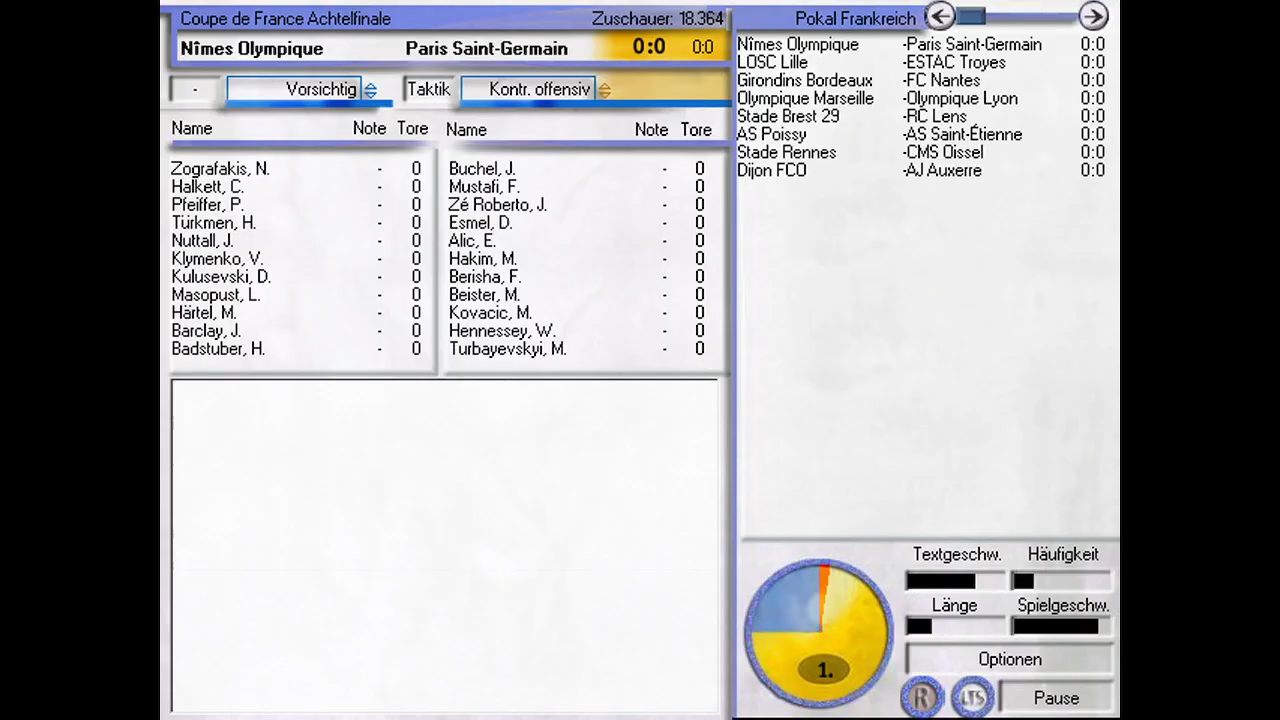 Coupe de France Achtelfinale Zuschauer: 18.364
Nîmes Olympique Paris Saint-Germain 0:0 0:0
- Vorsichtig Taktik Kontr. offensiv
Name Note Tore Name Note Tore
Zografakis, N. - 0 Buchel, J. - 0
Halkett, C. - 0 Mustafi, F. - 0
Pfeiffer, P. - 0 Zé Roberto, J. - 0
Türkmen, H. - 0 Esmel, D. - 0
Nuttall, J. - 0 Alic, E. - 0
Klymenko, V. - 0 Hakim, M. - 0
Kulusevski, D. - 0 Berisha, F. - 0
Masopust, L. - 0 Beister, M. - 0
Härtel, M. - 0 Kovacic, M. - 0
Barclay, J. - 0 Hennessey, W. - 0
Badstuber, H. - 0 Turbayevskyi, M. - 0
Pokal Frankreich
Nîmes Olympique -Paris Saint-Germain 0:0
LOSC Lille -ESTAC Troyes 0:0
Girondins Bordeaux -FC Nantes 0:0
Olympique Marseille -Olympique Lyon 0:0
Stade Brest 29 -RC Lens 0:0
AS Poissy -AS Saint-Étienne 0:0
Stade Rennes -CMS Oissel 0:0
Dijon FCO -AJ Auxerre 0:0
Textgeschw. Häufigkeit
Länge Spielgeschw.
1.
Optionen
R LTS Pause